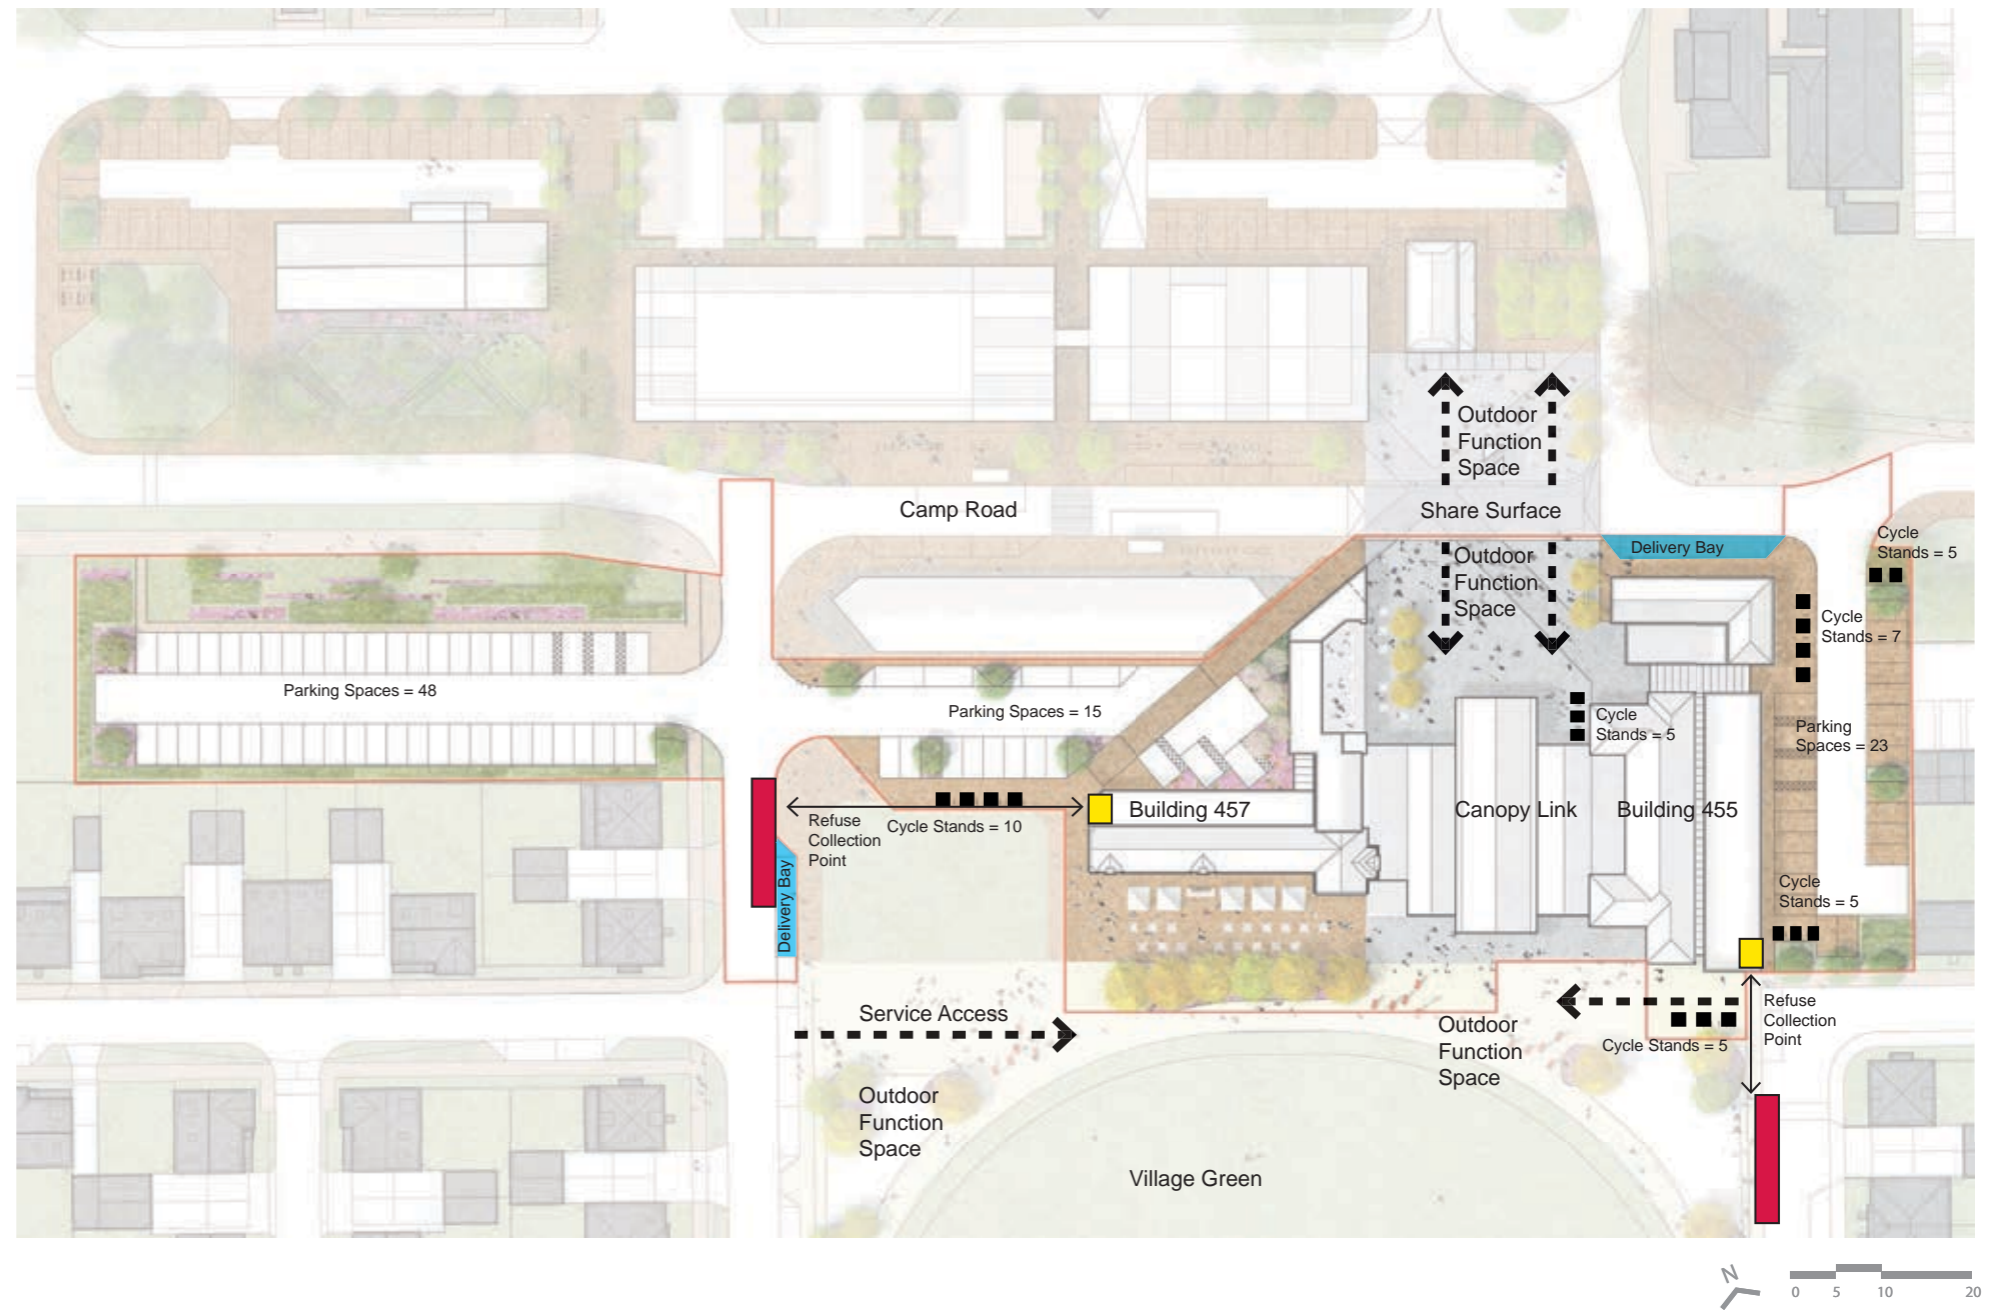 Outdoor
Function
Space
Camp Road
Share Surface
Outdoor
Function
Space
Delivery Bay
Cycle
Stands = 5
Cycle
Stands = 7
Parking Spaces = 48
Parking Spaces = 15
Cycle
Stands = 5
Parking
Spaces = 23
Refuse
Collection
Point
Cycle Stands = 10
Building 457
Canopy Link
Building 455
Delivery Bay
Cycle
Stands = 5
Service Access
Outdoor
Function
Space
Cycle Stands = 5
Refuse
Collection
Point
Outdoor
Function
Space
Village Green
N
0 5 10 20